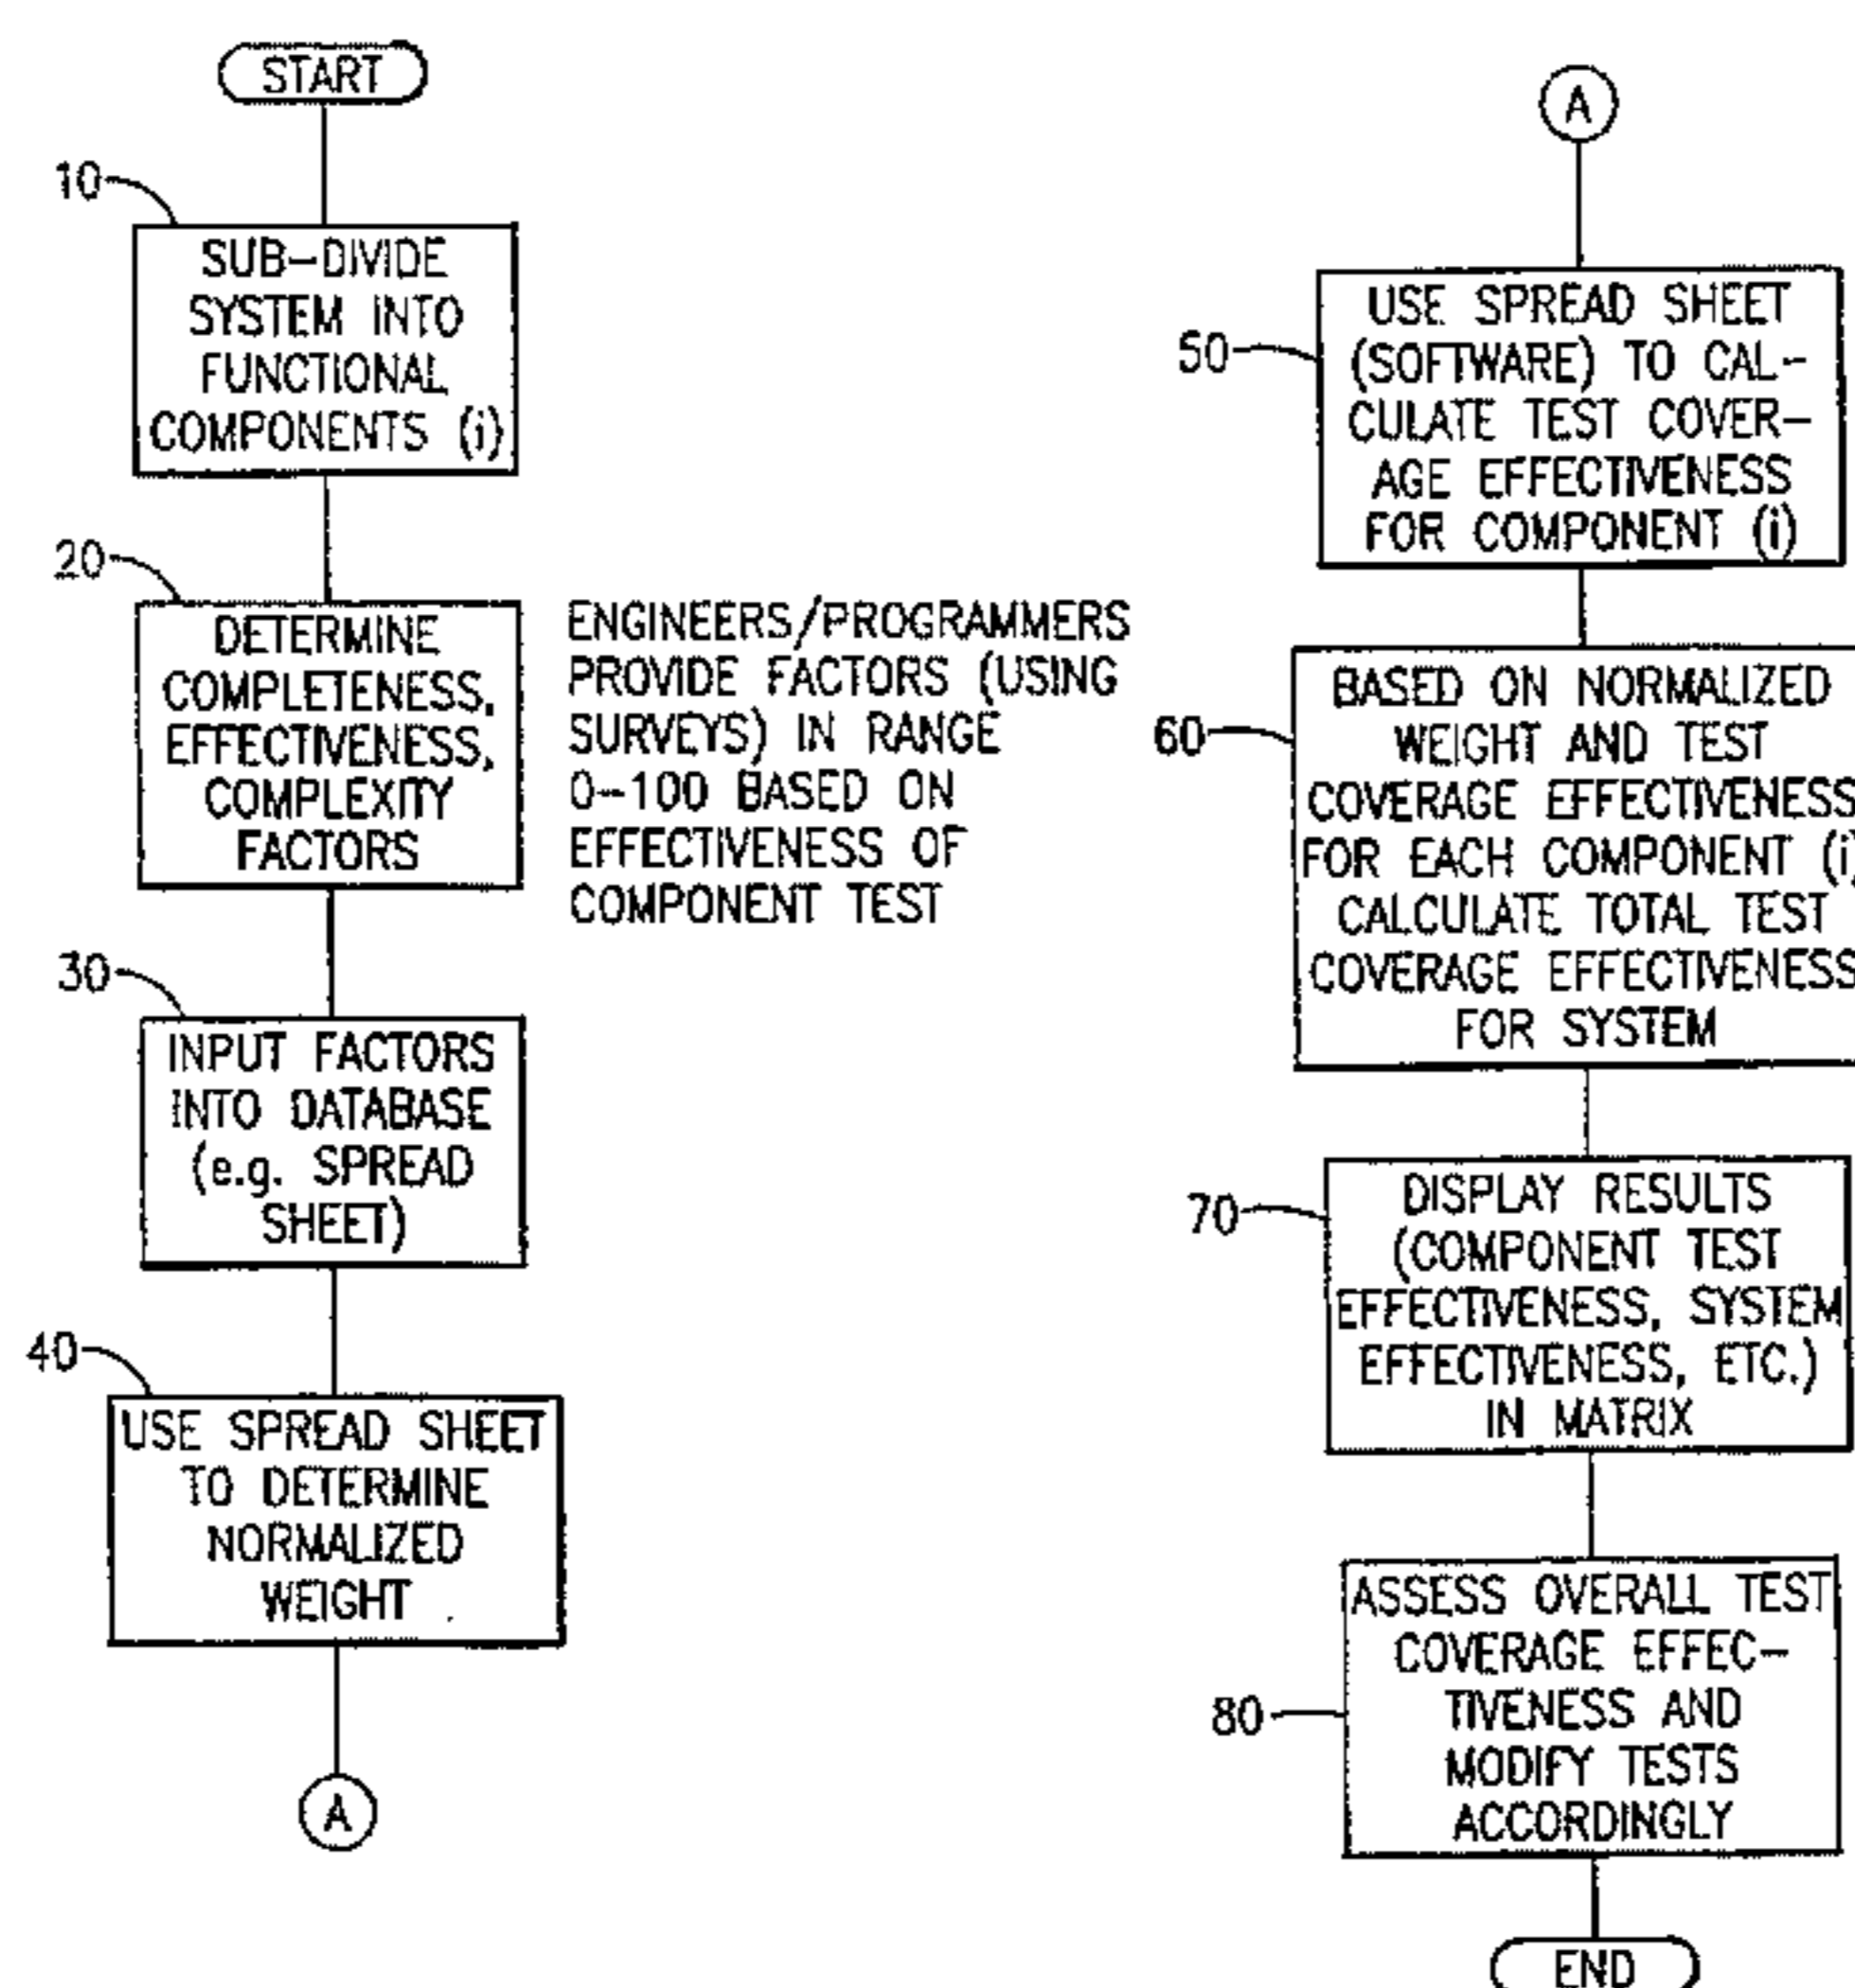 START
10
SUB-DIVIDE
SYSTEM INTO
FUNCTIONAL
COMPONENTS (i)
20
DETERMINE
COMPLETENESS,
EFFECTIVENESS,
COMPLEXITY
FACTORS
ENGINEERS/PROGRAMMERS
PROVIDE FACTORS (USING
SURVEYS) IN RANGE
0-100 BASED ON
EFFECTIVENESS OF
COMPONENT TEST
30
INPUT FACTORS
INTO DATABASE
(e.g. SPREAD
SHEET)
40
USE SPREAD SHEET
TO DETERMINE
NORMALIZED
WEIGHT
A
A
50
USE SPREAD SHEET
(SOFTWARE) TO CAL-
CULATE TEST COVER-
AGE EFFECTIVENESS
FOR COMPONENT (i)
60
BASED ON NORMALIZED
WEIGHT AND TEST
COVERAGE EFFECTIVENESS
FOR EACH COMPONENT (i)
CALCULATE TOTAL TEST
COVERAGE EFFECTIVENESS
FOR SYSTEM
70
DISPLAY RESULTS
(COMPONENT TEST
EFFECTIVENESS, SYSTEM
EFFECTIVENESS, ETC.)
IN MATRIX
80
ASSESS OVERALL TEST
COVERAGE EFFEC-
TIVENESS AND
MODIFY TESTS
ACCORDINGLY
END